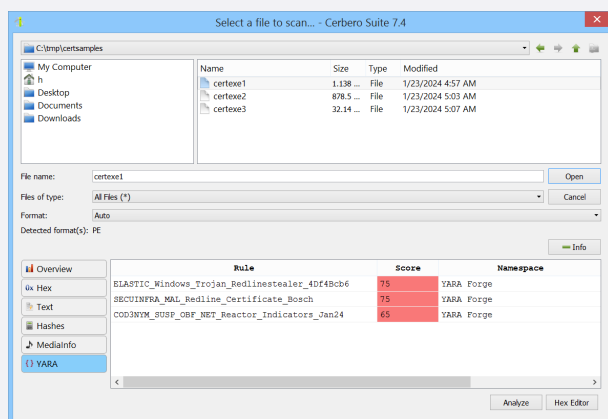 Select a file to scan... - Cerbero Suite 7.4
C:\tmp\certsamples
My Computer
h
Desktop
Documents
Downloads
Name Size Type Modified
certexe1 1.138 ... File 1/23/2024 4:57 AM
certexe2 878.5 ... File 1/23/2024 5:03 AM
certexe3 32.14 ... File 1/23/2024 5:07 AM
File name: certexe1 Open
Files of type: All Files (*) Cancel
Format: Auto
Detected format(s): PE
Info
Overview
0x Hex
Text
Hashes
MediaInfo
{} YARA
Rule Score Namespace
ELASTIC_Windows_Trojan_Redlinestealer_4Df4Bcb6 75 YARA Forge
SECUINFRA_MAL_Redline_Certificate_Bosch 75 YARA Forge
COD3NYM_SUSP_OBF_NET_Reactor_Indicators_Jan24 65 YARA Forge
Analyze Hex Editor